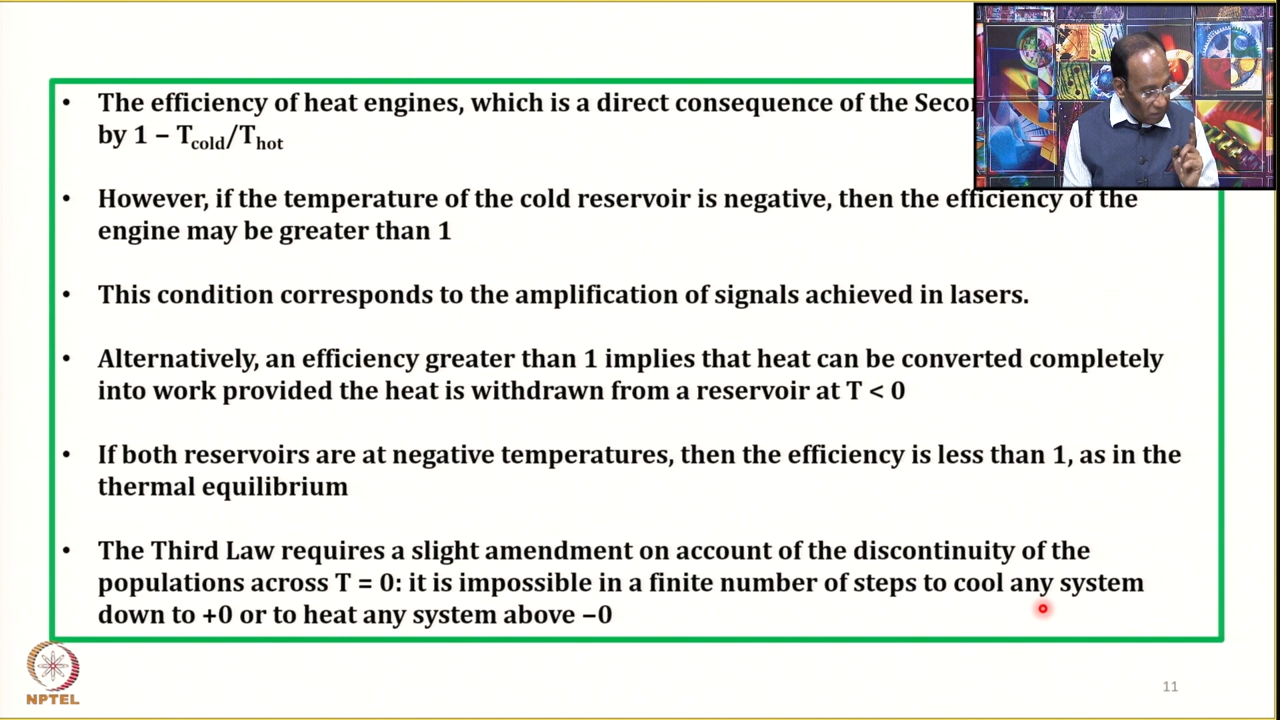 • The efficiency of heat engines, which is a direct consequence of the
by 1 − Tcold/Thot
• However, if the temperature of the cold reservoir is negative, then the efficiency of the
engine may be greater than 1
• This condition corresponds to the amplification of signals achieved in lasers.
• Alternatively, an efficiency greater than 1 implies that heat can be converted completely
into work provided the heat is withdrawn from a reservoir at T < 0
• If both reservoirs are at negative temperatures, then the efficiency is less than 1, as in the
thermal equilibrium
• The Third Law requires a slight amendment on account of the discontinuity of the
populations across T = 0: it is impossible in a finite number of steps to cool any system
down to +0 or to heat any system above −0
NPTEL
11